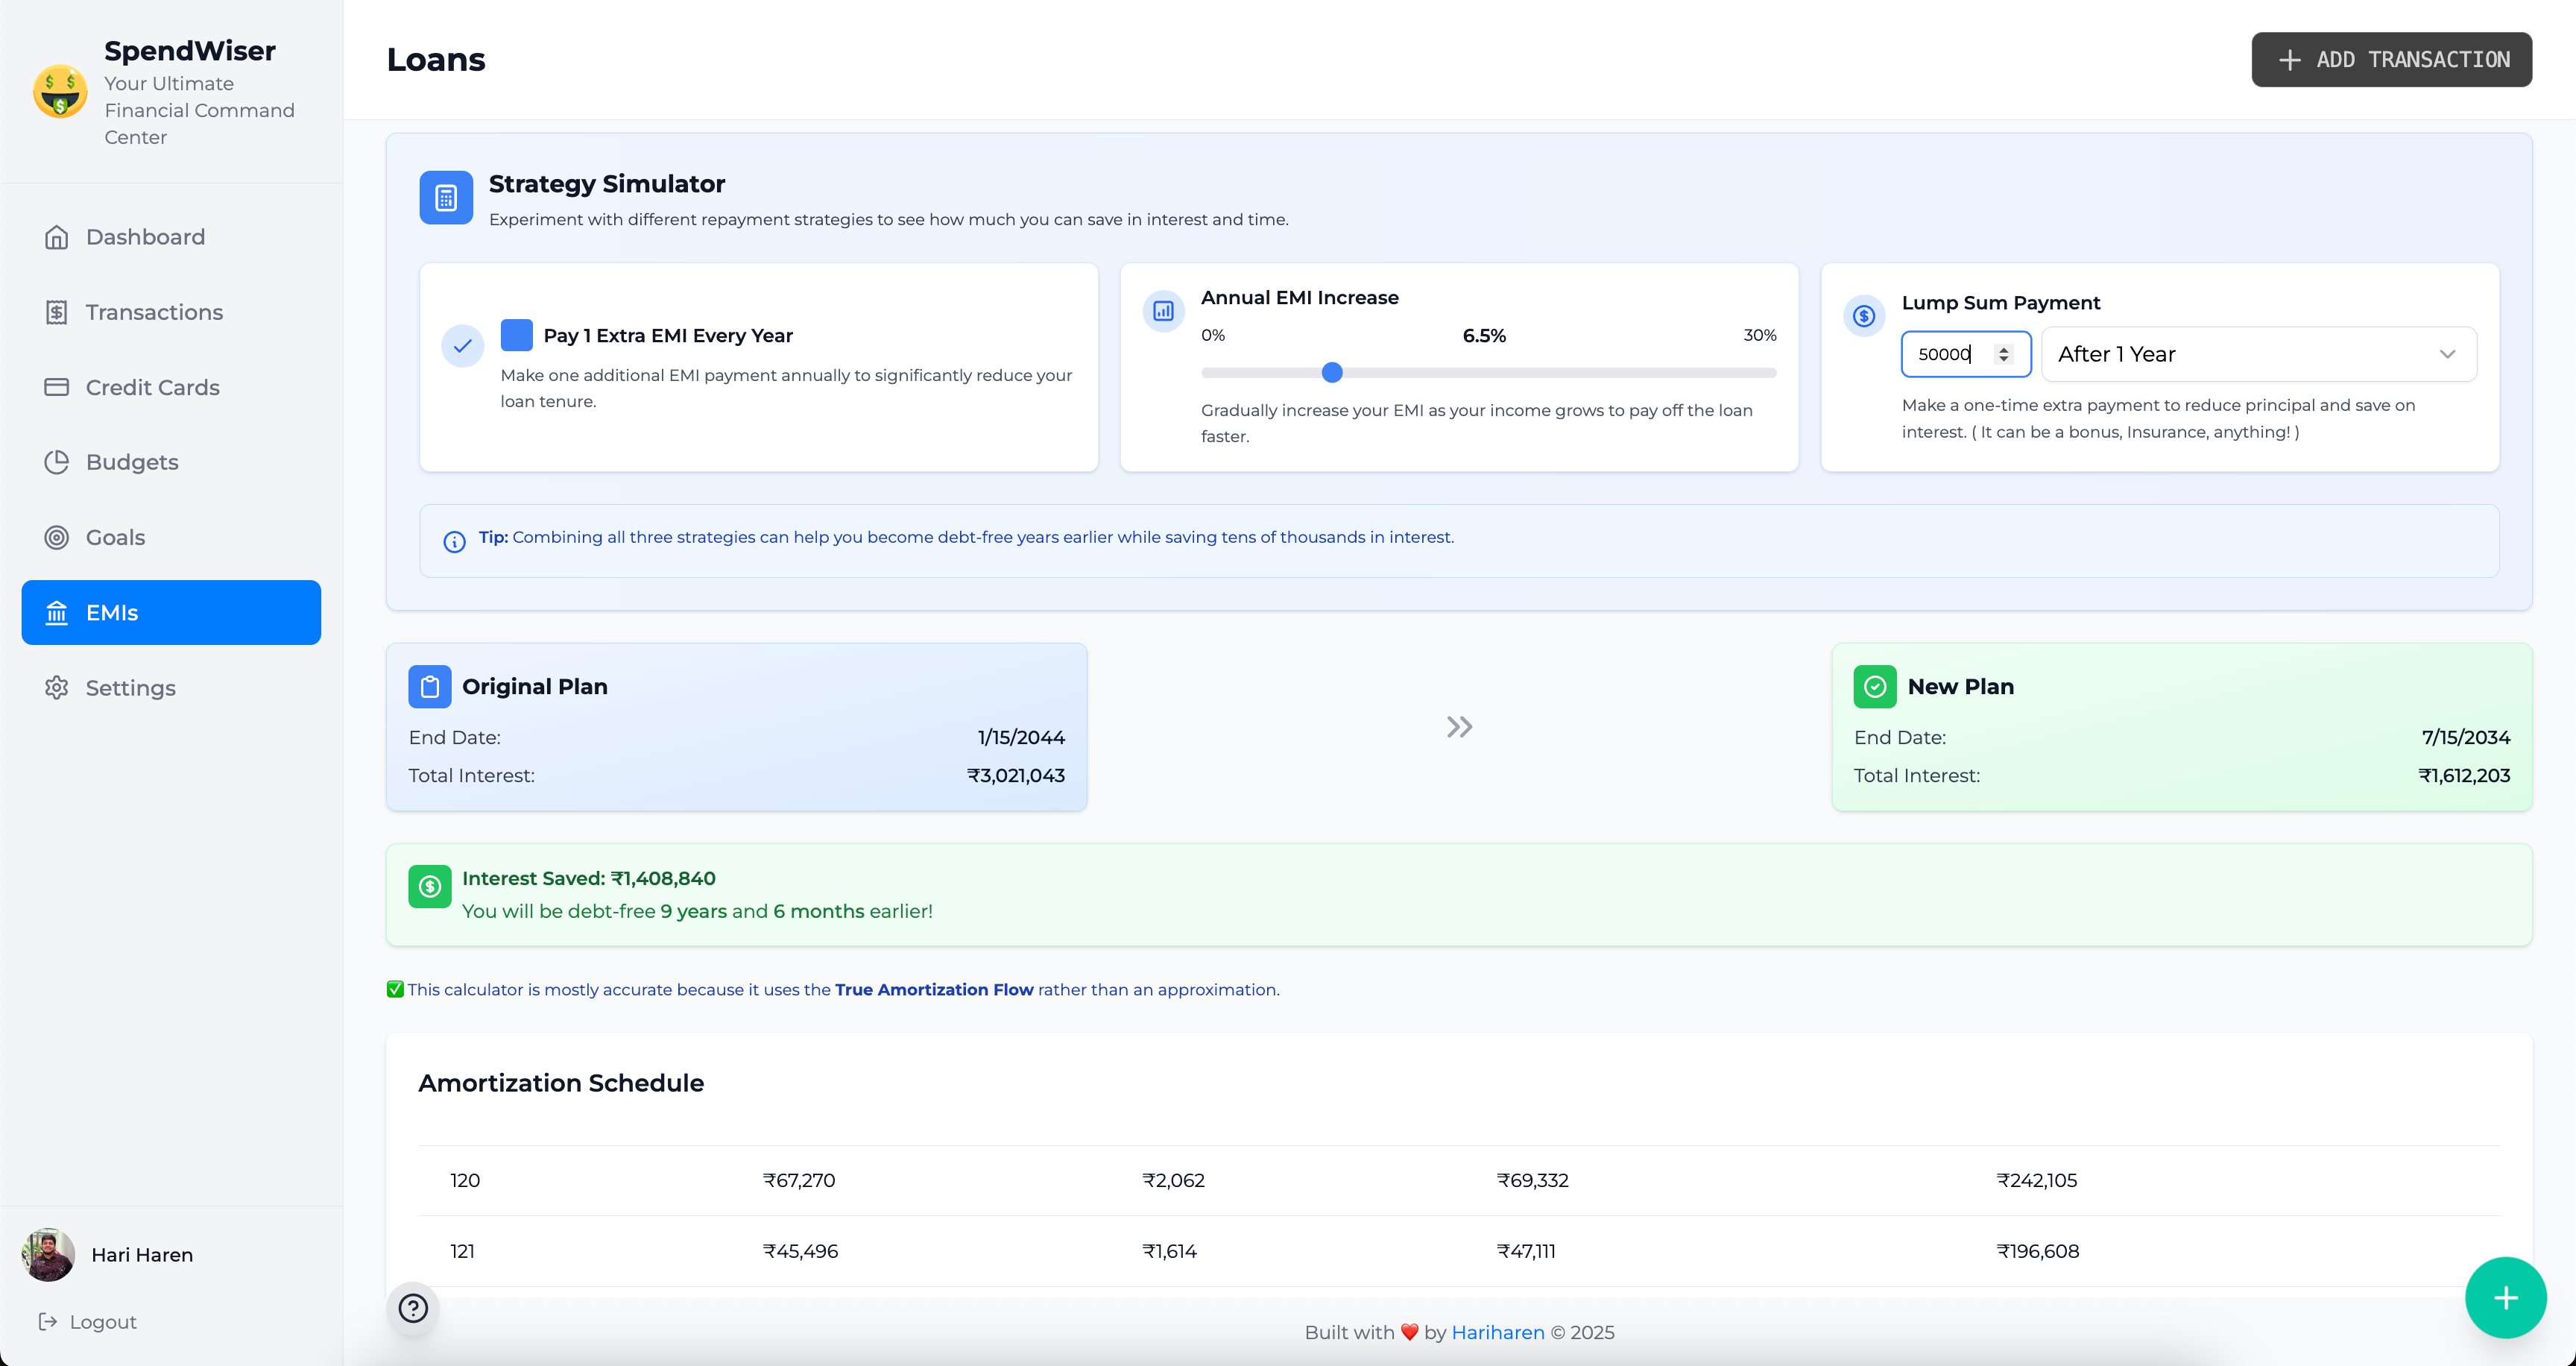 SpendWiser
Your Ultimate
Financial Command
Center
Dashboard
Transactions
Credit Cards
Budgets
Goals
EMIs
Settings
Hari Haren
Logout
Loans
ADD TRANSACTION
Strategy Simulator
Experiment with different repayment strategies to see how much you can save in interest and time.
Pay 1 Extra EMI Every Year
Make one additional EMI payment annually to significantly reduce your
loan tenure.
Annual EMI Increase
0% 6.5% 30%
Gradually increase your EMI as your income grows to pay off the loan
faster.
Lump Sum Payment
50000 After 1 Year
Make a one-time extra payment to reduce principal and save on
interest. ( It can be a bonus, Insurance, anything! )
Tip: Combining all three strategies can help you become debt-free years earlier while saving tens of thousands in interest.
Original Plan
End Date: 1/15/2044
Total Interest: ₹3,021,043
New Plan
End Date: 7/15/2034
Total Interest: ₹1,612,203
Interest Saved: ₹1,408,840
You will be debt-free 9 years and 6 months earlier!
✅ This calculator is mostly accurate because it uses the True Amortization Flow rather than an approximation.
Amortization Schedule
120 ₹67,270 ₹2,062 ₹69,332 ₹242,105
121 ₹45,496 ₹1,614 ₹47,111 ₹196,608
Built with ❤️ by Hariharen © 2025